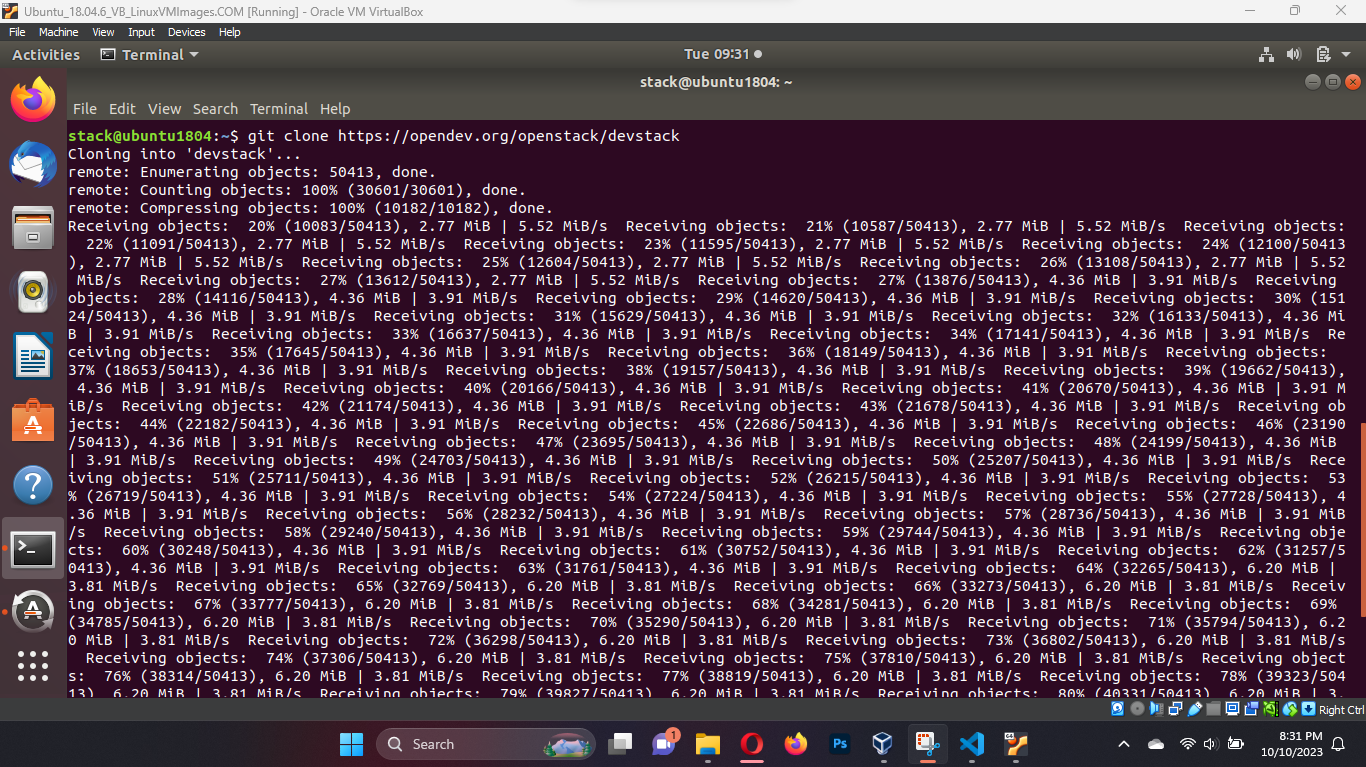 Ubuntu_18.04.6_VB_LinuxVMImages.COM [Running] - Oracle VM VirtualBox
File Machine View Input Devices Help
Activities Terminal Tue 09:31
stack@ubuntu1804: ~
File Edit View Search Terminal Help
stack@ubuntu1804:~$ git clone https://opendev.org/openstack/devstack
Cloning into 'devstack'...
remote: Enumerating objects: 50413, done.
remote: Counting objects: 100% (30601/30601), done.
remote: Compressing objects: 100% (10182/10182), done.
Receiving objects:  20% (10083/50413), 2.77 MiB | 5.52 MiB/s  Receiving objects:  21% (10587/50413), 2.77 MiB | 5.52 MiB/s  Receiving objects:
  22% (11091/50413), 2.77 MiB | 5.52 MiB/s  Receiving objects:  23% (11595/50413), 2.77 MiB | 5.52 MiB/s  Receiving objects:  24% (12100/50413
), 2.77 MiB | 5.52 MiB/s  Receiving objects:  25% (12604/50413), 2.77 MiB | 5.52 MiB/s  Receiving objects:  26% (13108/50413), 2.77 MiB | 5.52
 MiB/s  Receiving objects:  27% (13612/50413), 2.77 MiB | 5.52 MiB/s  Receiving objects:  27% (13876/50413), 4.36 MiB | 3.91 MiB/s  Receiving
objects:  28% (14116/50413), 4.36 MiB | 3.91 MiB/s  Receiving objects:  29% (14620/50413), 4.36 MiB | 3.91 MiB/s  Receiving objects:  30% (151
24/50413), 4.36 MiB | 3.91 MiB/s  Receiving objects:  31% (15629/50413), 4.36 MiB | 3.91 MiB/s  Receiving objects:  32% (16133/50413), 4.36 Mi
B | 3.91 MiB/s  Receiving objects:  33% (16637/50413), 4.36 MiB | 3.91 MiB/s  Receiving objects:  34% (17141/50413), 4.36 MiB | 3.91 MiB/s  Re
ceiving objects:  35% (17645/50413), 4.36 MiB | 3.91 MiB/s  Receiving objects:  36% (18149/50413), 4.36 MiB | 3.91 MiB/s  Receiving objects:
37% (18653/50413), 4.36 MiB | 3.91 MiB/s  Receiving objects:  38% (19157/50413), 4.36 MiB | 3.91 MiB/s  Receiving objects:  39% (19662/50413),
 4.36 MiB | 3.91 MiB/s  Receiving objects:  40% (20166/50413), 4.36 MiB | 3.91 MiB/s  Receiving objects:  41% (20670/50413), 4.36 MiB | 3.91 M
iB/s  Receiving objects:  42% (21174/50413), 4.36 MiB | 3.91 MiB/s  Receiving objects:  43% (21678/50413), 4.36 MiB | 3.91 MiB/s  Receiving ob
jects:  44% (22182/50413), 4.36 MiB | 3.91 MiB/s  Receiving objects:  45% (22686/50413), 4.36 MiB | 3.91 MiB/s  Receiving objects:  46% (23190
/50413), 4.36 MiB | 3.91 MiB/s  Receiving objects:  47% (23695/50413), 4.36 MiB | 3.91 MiB/s  Receiving objects:  48% (24199/50413), 4.36 MiB
| 3.91 MiB/s  Receiving objects:  49% (24703/50413), 4.36 MiB | 3.91 MiB/s  Receiving objects:  50% (25207/50413), 4.36 MiB | 3.91 MiB/s  Rece
iving objects:  51% (25711/50413), 4.36 MiB | 3.91 MiB/s  Receiving objects:  52% (26215/50413), 4.36 MiB | 3.91 MiB/s  Receiving objects:  53
% (26719/50413), 4.36 MiB | 3.91 MiB/s  Receiving objects:  54% (27224/50413), 4.36 MiB | 3.91 MiB/s  Receiving objects:  55% (27728/50413), 4
.36 MiB | 3.91 MiB/s  Receiving objects:  56% (28232/50413), 4.36 MiB | 3.91 MiB/s  Receiving objects:  57% (28736/50413), 4.36 MiB | 3.91 MiB
/s  Receiving objects:  58% (29240/50413), 4.36 MiB | 3.91 MiB/s  Receiving objects:  59% (29744/50413), 4.36 MiB | 3.91 MiB/s  Receiving obje
cts:  60% (30248/50413), 4.36 MiB | 3.91 MiB/s  Receiving objects:  61% (30752/50413), 4.36 MiB | 3.91 MiB/s  Receiving objects:  62% (31257/5
0413), 4.36 MiB | 3.91 MiB/s  Receiving objects:  63% (31761/50413), 4.36 MiB | 3.91 MiB/s  Receiving objects:  64% (32265/50413), 6.20 MiB |
3.81 MiB/s  Receiving objects:  65% (32769/50413), 6.20 MiB | 3.81 MiB/s  Receiving objects:  66% (33273/50413), 6.20 MiB | 3.81 MiB/s  Receiv
ing objects:  67% (33777/50413), 6.20 MiB | 3.81 MiB/s  Receiving objects:  68% (34281/50413), 6.20 MiB | 3.81 MiB/s  Receiving objects:  69%
(34785/50413), 6.20 MiB | 3.81 MiB/s  Receiving objects:  70% (35290/50413), 6.20 MiB | 3.81 MiB/s  Receiving objects:  71% (35794/50413), 6.2
0 MiB | 3.81 MiB/s  Receiving objects:  72% (36298/50413), 6.20 MiB | 3.81 MiB/s  Receiving objects:  73% (36802/50413), 6.20 MiB | 3.81 MiB/s
  Receiving objects:  74% (37306/50413), 6.20 MiB | 3.81 MiB/s  Receiving objects:  75% (37810/50413), 6.20 MiB | 3.81 MiB/s  Receiving object
s:  76% (38314/50413), 6.20 MiB | 3.81 MiB/s  Receiving objects:  77% (38819/50413), 6.20 MiB | 3.81 MiB/s  Receiving objects:  78% (39323/504
13), 6.20 MiB | 3.81 MiB/s  Receiving objects:  79% (39827/50413), 6.20 MiB | 3.81 MiB/s  Receiving objects:  80% (40331/50413), 6.20 MiB | 3.
Right Ctrl
Search
1
Ps
8:31 PM
10/10/2023